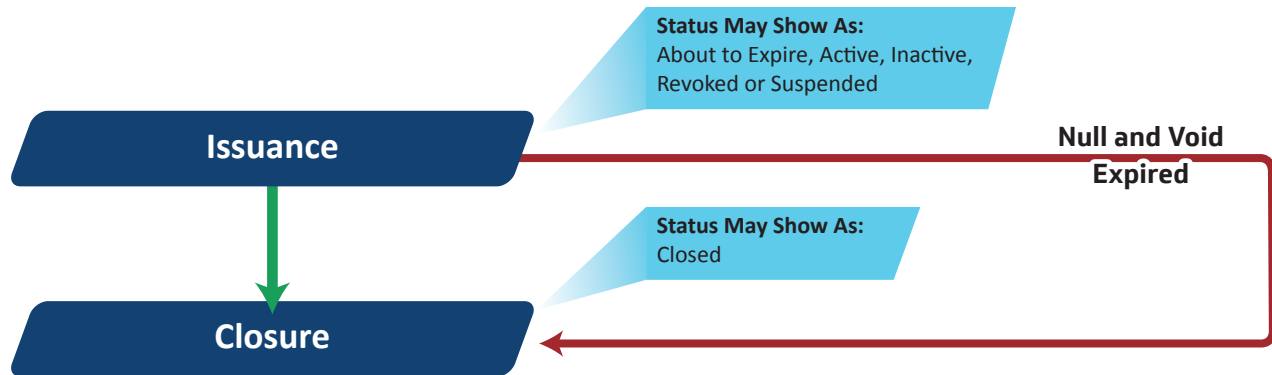 Status May Show As:
About to Expire, Active, Inactive,
Revoked or Suspended
Issuance
Null and Void
Expired
Status May Show As:
Closed
Closure